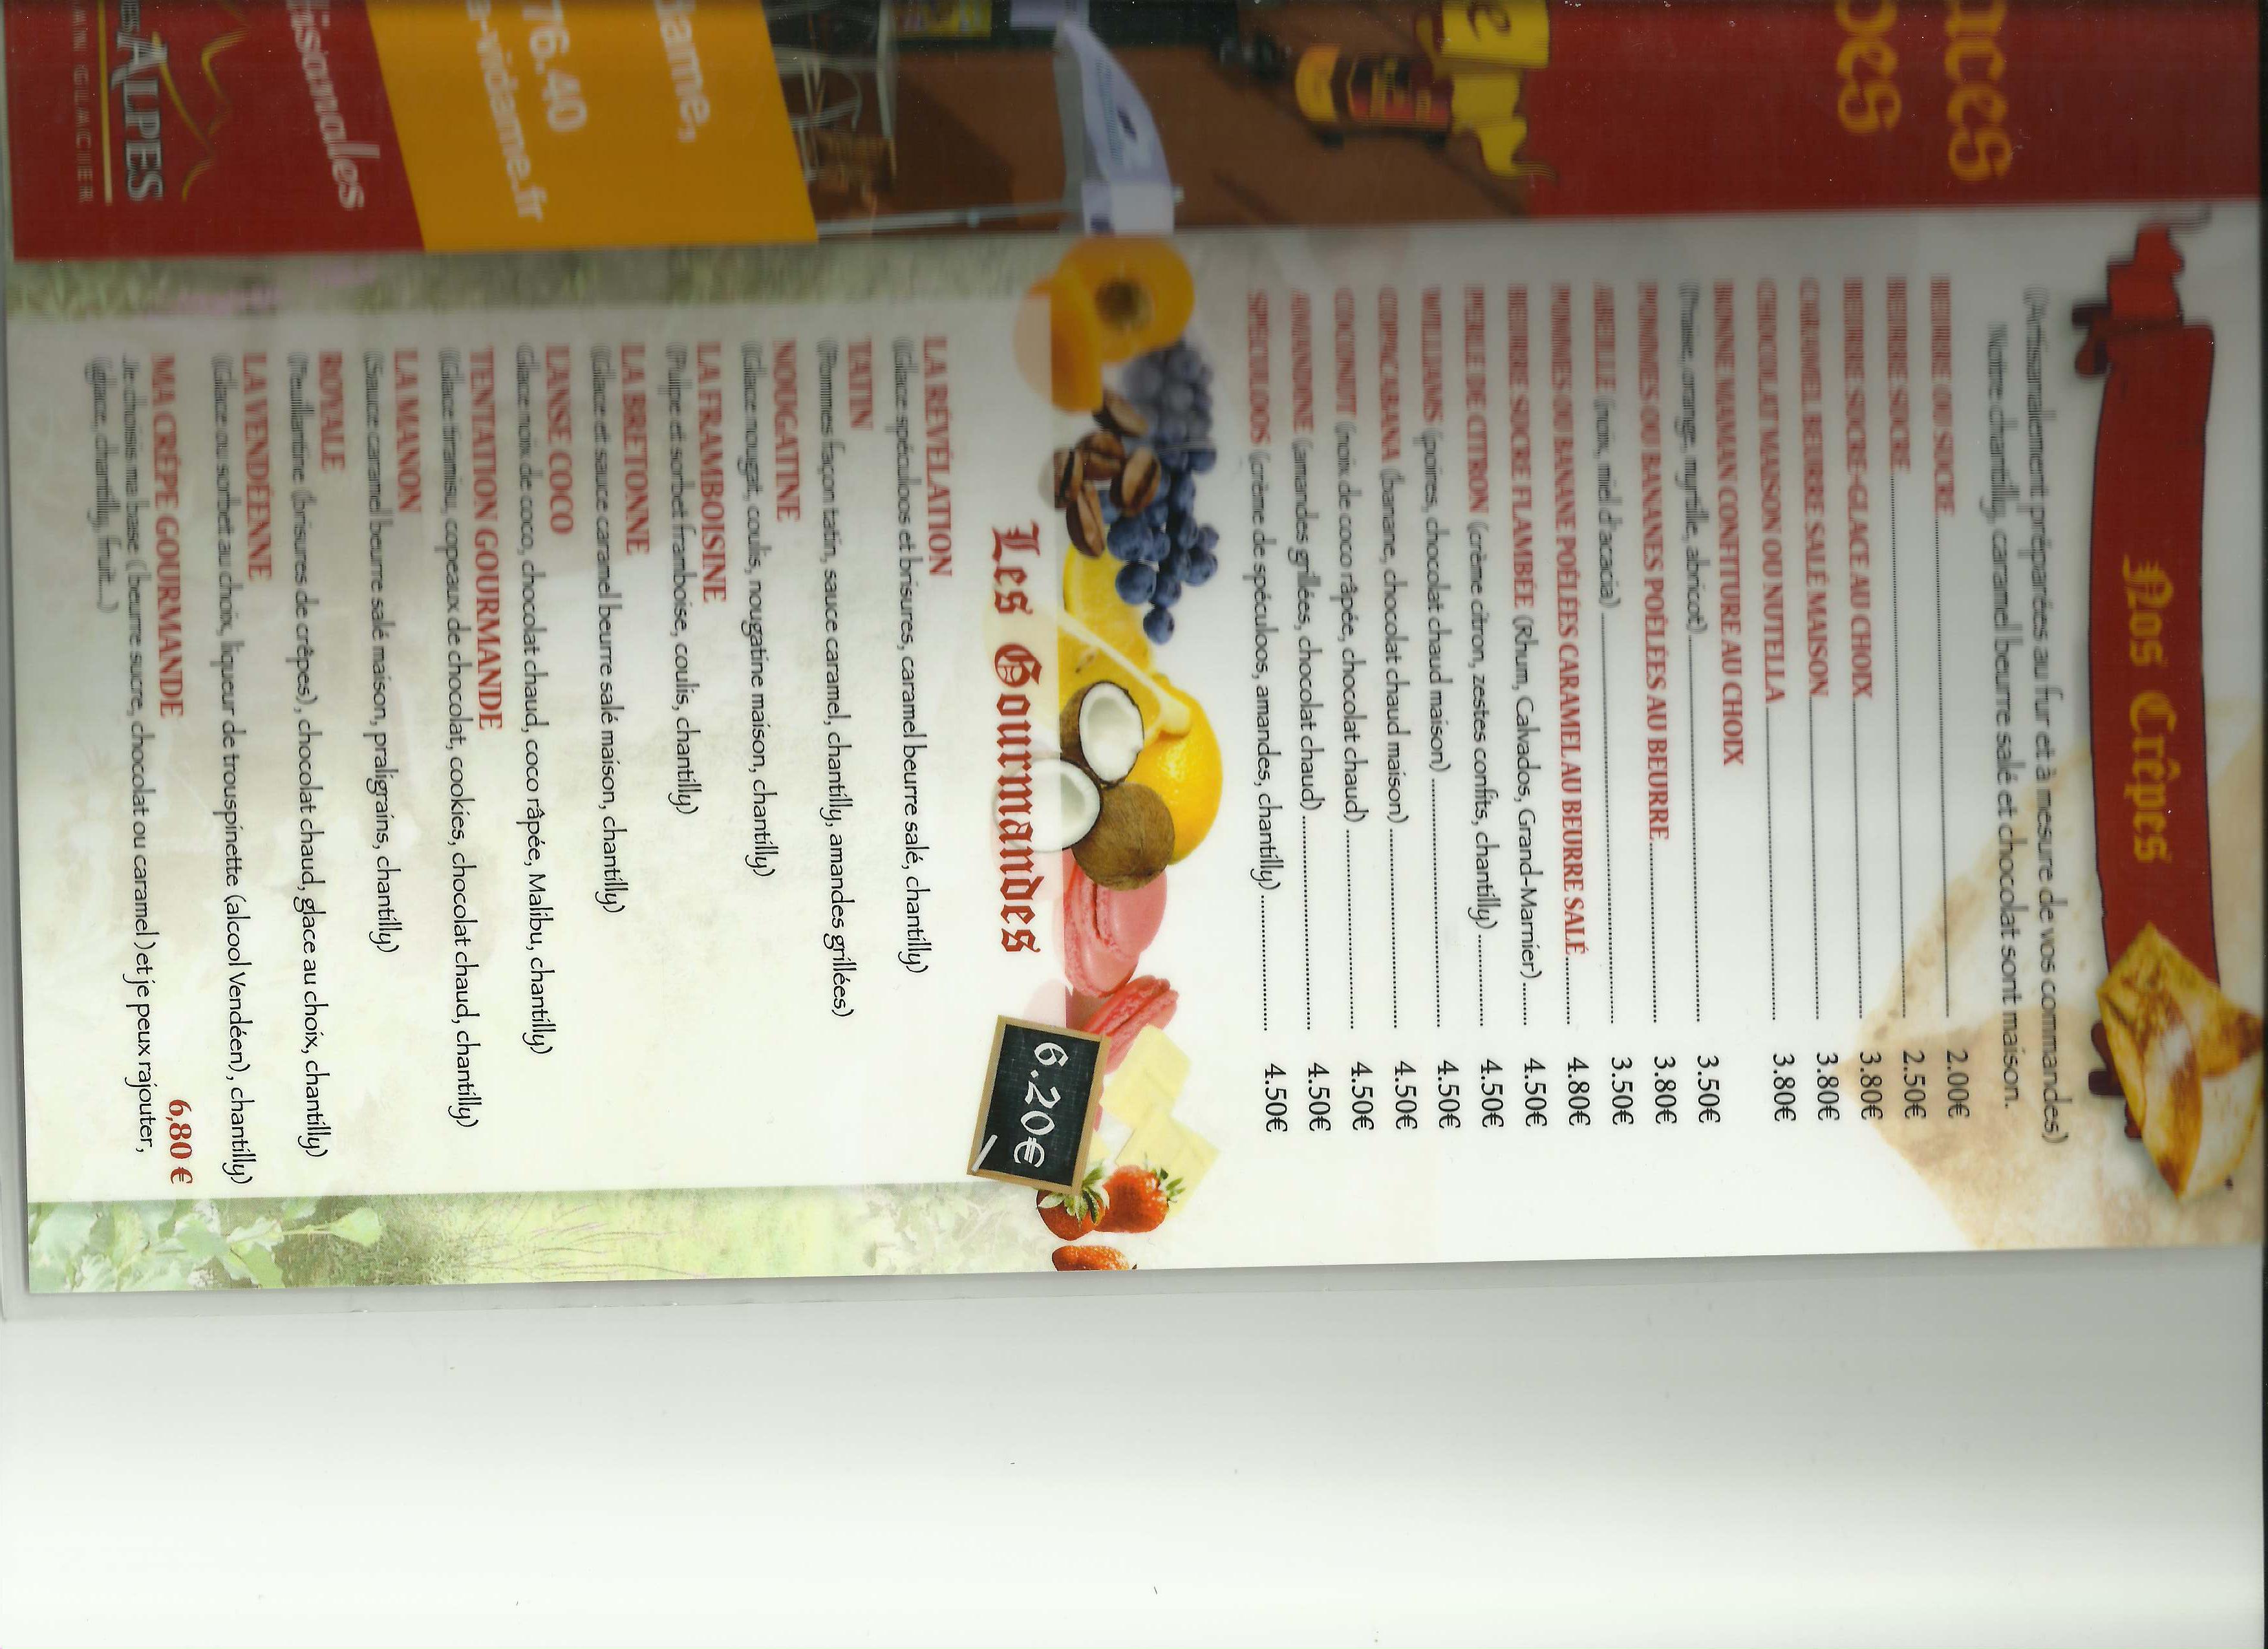 Nos Crêpes
(Artisanalement préparées au fur et à mesure de vos commandes)
Notre chantilly, caramel beurre salé et chocolat sont maison.
BEURRE OU SUCRE 2.00€
BEURRE SUCRE 2.50€
BEURRE SUCRE+GLACE AU CHOIX 3.80€
CARAMEL BEURRE SALÉ MAISON 3.80€
CHOCOLAT MAISON OU NUTELLA 3.80€
BONNE MAMAN CONFITURE AU CHOIX
(fraise, orange, myrtille, abricot) 3.50€
POMMES OU BANANES POÊLÉES AU BEURRE 3.80€
ABEILLE (noix, miel d'acacia) 3.50€
POMMES OU BANANE POÊLÉES CARAMEL AU BEURRE SALÉ 4.80€
BEURRE SUCRE FLAMBÉE (Rhum, Calvados, Grand-Marnier) 4.50€
PERLE DE CITRON (crème citron, zestes confits, chantilly) 4.50€
WILLIAMS (poires, chocolat chaud maison) 4.50€
COPACABANA (banane, chocolat chaud maison) 4.50€
COCONUT (noix de coco râpée, chocolat chaud) 4.50€
AMANDINE (amandes grillées, chocolat chaud) 4.50€
SPÉCULOOS (crème de spéculoos, amandes, chantilly) 4.50€
Les Gourmandes
6.20€
LA RÉVÉLATION
(Glace spéculoos et brisures, caramel beurre salé, chantilly)
TATIN
(Pommes façon tatin, sauce caramel, chantilly, amandes grillées)
NOUGATINE
(Glace nougat, coulis, nougatine maison, chantilly)
LA FRAMBOISINE
(Pulpe et sorbet framboise, coulis, chantilly)
LA BRETONNE
(Glace et sauce caramel beurre salé maison, chantilly)
L'ANSE COCO
(Glace noix de coco, chocolat chaud, coco râpée, Malibu, chantilly)
TENTATION GOURMANDE
(Glace tiramisu, copeaux de chocolat, cookies, chocolat chaud, chantilly)
LA MANON
(Sauce caramel beurre salé maison, praligrains, chantilly)
ROYALE
(Feuillantine (brisures de crêpes), chocolat chaud, glace au choix, chantilly)
LA VENDÉENNE
(Glace ou sorbet au choix, liqueur de trouspinette (alcool Vendéen), chantilly)
MA CRÊPE GOURMANDE 6,80 €
Je choisis ma base (beurre sucre, chocolat ou caramel) et je peux rajouter,
(glace, chantilly, fruit...)
aces
pes
dame,
76.40
r-vidame.fr
tisanales
ALPES